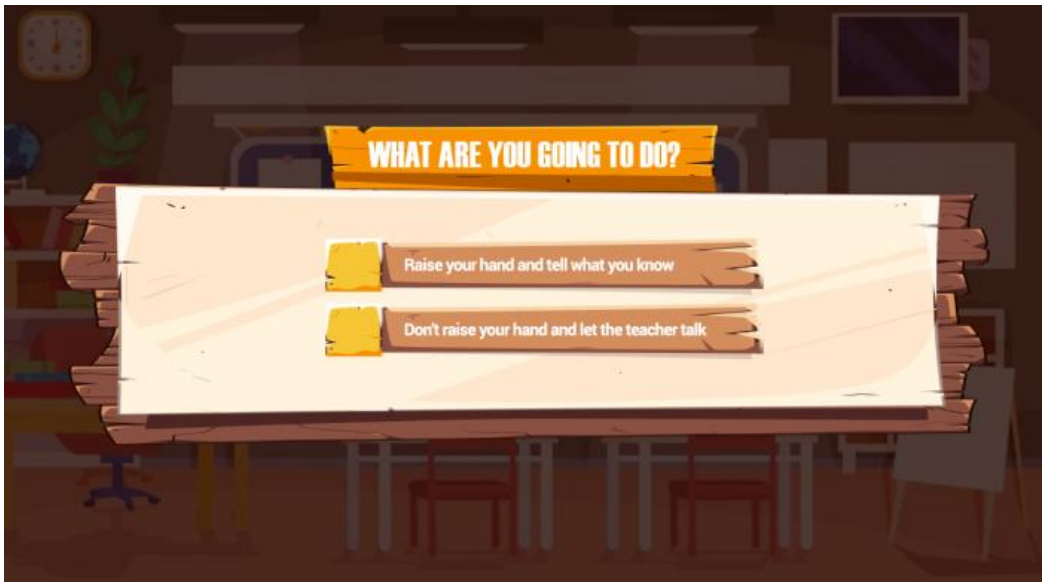 WHAT ARE YOU GOING TO DO?
Raise your hand and tell what you know
Don't raise your hand and let the teacher talk